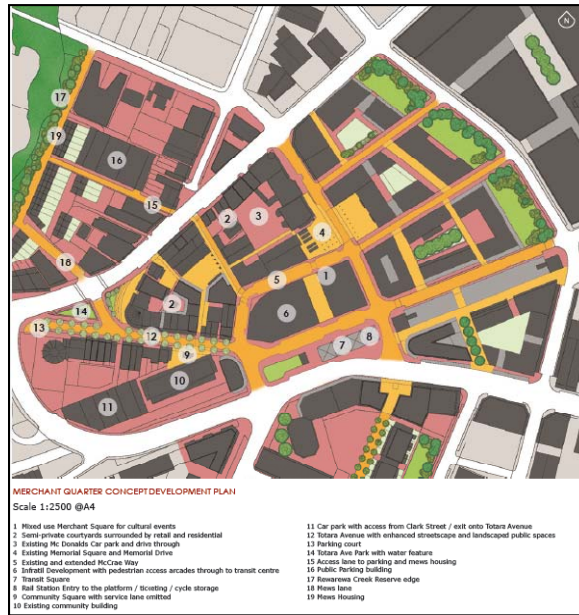 17
19
16
15
18
2
3
4
5
1
6
14
13
2
12
9
7
8
10
11
MERCHANT QUARTER CONCEPT DEVELOPMENT PLAN
Scale 1:2500 @A4
1 Mixed use Merchant Square for cultural events
2 Semi-private courtyards surrounded by retail and residential
3 Existing Mc Donalds Car park and drive through
4 Existing Memorial Square and Memorial Drive
5 Existing and extended McCrae Way
6 Infratil Development with pedestrian access arcades through to transit centre
7 Transit Square
8 Rail Station Entry to the platform / ticketing / cycle storage
9 Community Square with service lane omitted
10 Existing community building
11 Car park with access from Clark Street / exit onto Totara Avenue
12 Totara Avenue with enhanced streetscape and landscaped public spaces
13 Parking court
14 Totara Ave Park with water feature
15 Access lane to parking and mews housing
16 Public Parking building
17 Rewarewa Creek Reserve edge
18 Mews lane
19 Mews Housing